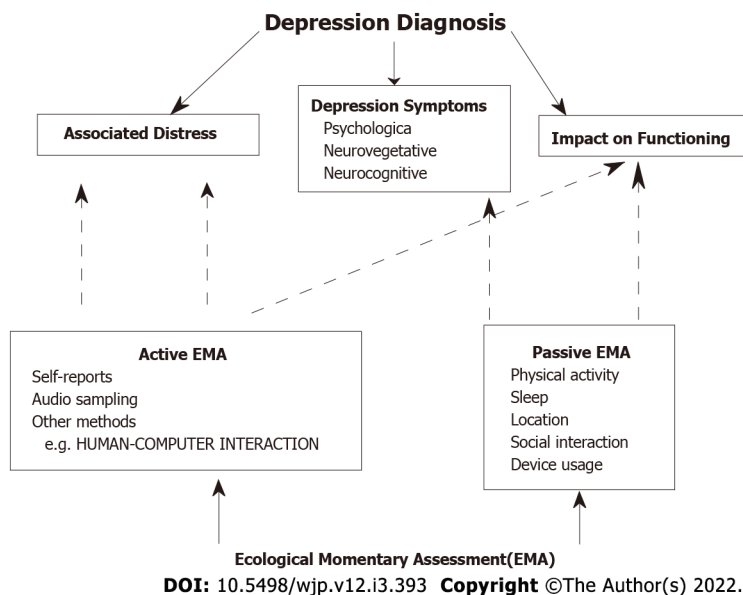 Depression Diagnosis
Associated Distress
Depression Symptoms
Psychologica
Neurovegetative
Neurocognitive
Impact on Functioning
Active EMA
Self-reports
Audio sampling
Other methods
e.g. HUMAN-COMPUTER INTERACTION
Passive EMA
Physical activity
Sleep
Location
Social interaction
Device usage
Ecological Momentary Assessment(EMA)
DOI: 10.5498/wjp.v12.i3.393 Copyright ©The Author(s) 2022.